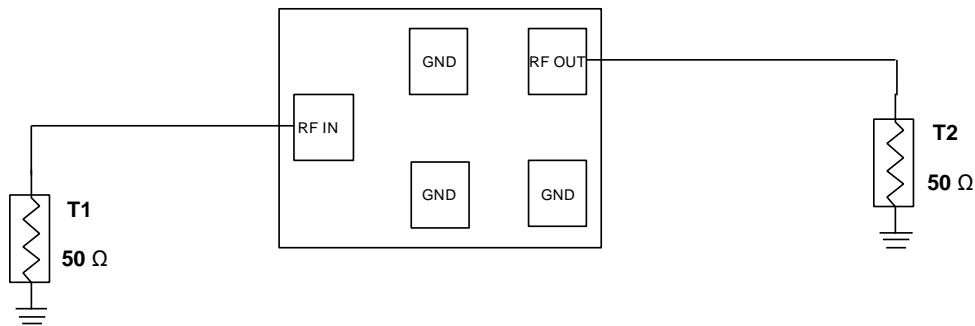 GND
RF OUT
RF IN
T2
50 Ω
GND
GND
T1
50 Ω